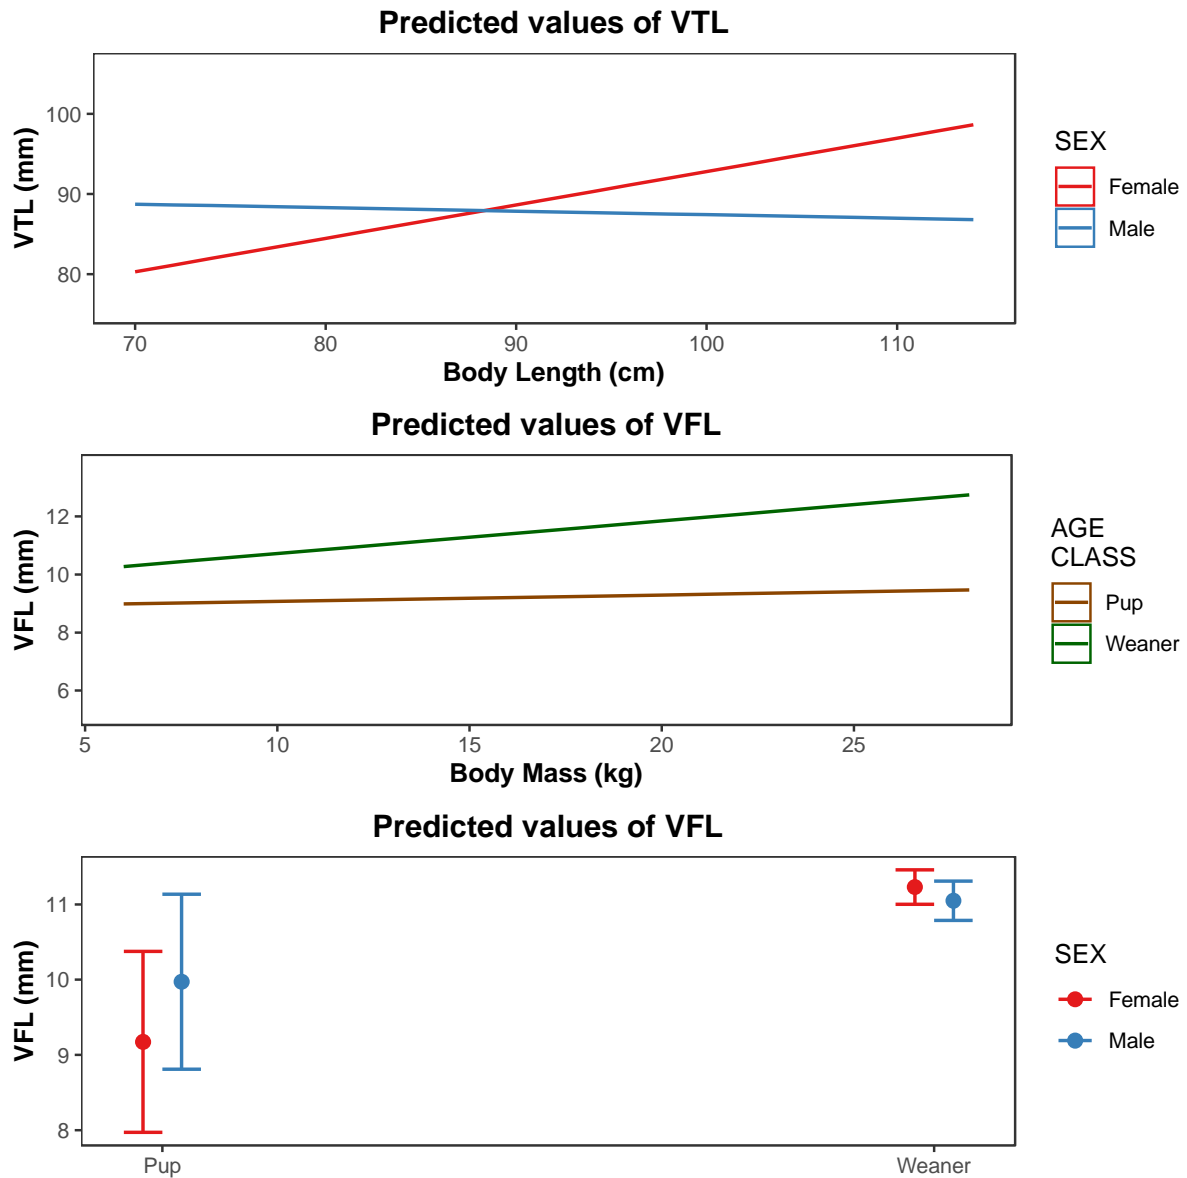 Predicted values of VTL
VTL (mm)
100
90
80
70 80 90 100 110
Body Length (cm)
SEX
Female
Male
Predicted values of VFL
VFL (mm)
12
10
8
6
5 10 15 20 25
Body Mass (kg)
AGE
CLASS
Pup
Weaner
Predicted values of VFL
VFL (mm)
11
10
9
8
Pup Weaner
SEX
Female
Male